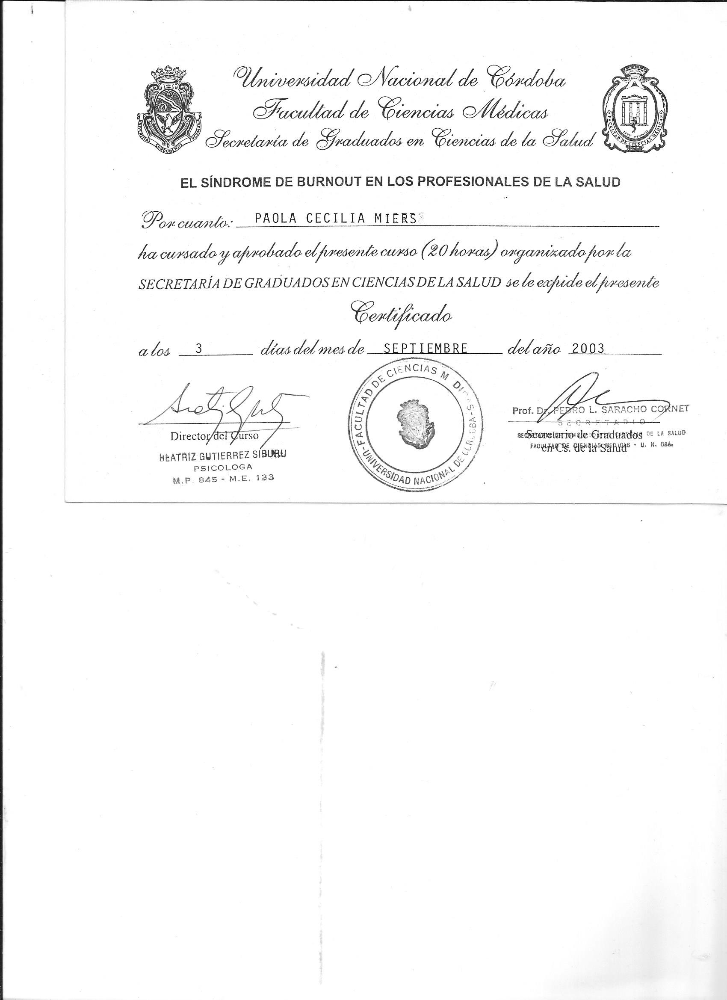 Universidad Nacional de Córdoba
Facultad de Ciencias Médicas
Secretaría de Graduados en Ciencias de la Salud
UNIVERSITAS CORDUBENSIS TUCUMANAE
FACULTAD DE CIENCIAS MEDICAS
1877
EL SÍNDROME DE BURNOUT EN LOS PROFESIONALES DE LA SALUD
Por cuanto: PAOLA CECILIA MIERS
ha cursado y aprobado el presente curso (20 horas) organizado por la
SECRETARÍA DE GRADUADOS EN CIENCIAS DE LA SALUD se le expide el presente
Certificado
a los 3 días del mes de SEPTIEMBRE del año 2003
FACULTAD DE CIENCIAS M DICAS
UNIVERSIDAD NACIONAL DE CBA
Director del Curso
BEATRIZ GUTIERREZ SIBURU
PSICOLOGA
M.P. 845 - M.E. 133
Prof. Dr. PEDRO L. SARACHO CORNET
SECRETARIO
Secretario de Graduados
en Cs. de la Salud
DE LA SALUD
FACULTAD DE CIENCIAS MEDICAS - U. N. CBA.